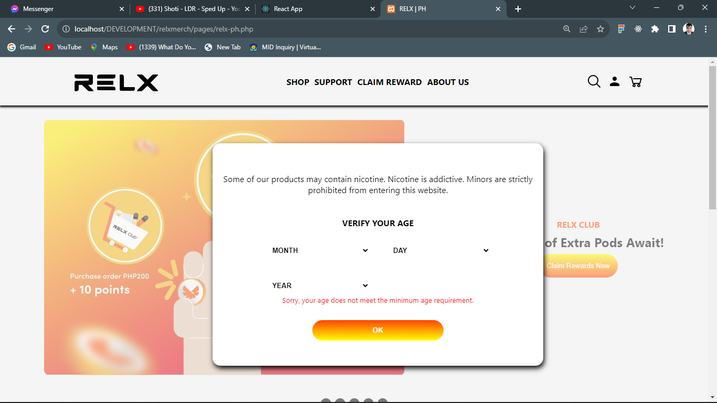 Messenger
(331) Shoti - LDR - Sped Up - Yo
React App
RELX | PH
localhost/DEVELOPMENT/relxmerch/pages/relx-ph.php
Gmail
YouTube
Maps
(1339) What Do Yo...
New Tab
MID Inquiry | Virtua...
RELX
SHOP SUPPORT CLAIM REWARD ABOUT US
RELX Club
Purchase order PHP200
+ 10 points
Some of our products may contain nicotine. Nicotine is addictive. Minors are strictly
prohibited from entering this website.
VERIFY YOUR AGE
MONTH
DAY
YEAR
Sorry, your age does not meet the minimum age requirement.
OK
RELX CLUB
of Extra Pods Await!
Claim Rewards Now